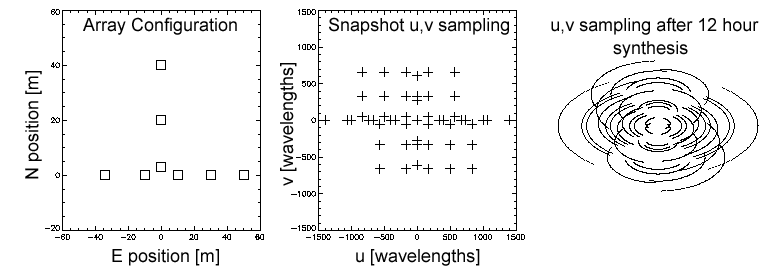 Array Configuration
60
40
20
0
−20
−60 −40 −20 0 20 40 60
N position [m]
E position [m]
Snapshot u,v sampling
1500
1000
500
0
−500
−1000
−1500
−1500 −1000 −500 0 500 1000 1500
v [wavelengths]
u [wavelengths]
u,v sampling after 12 hour
synthesis